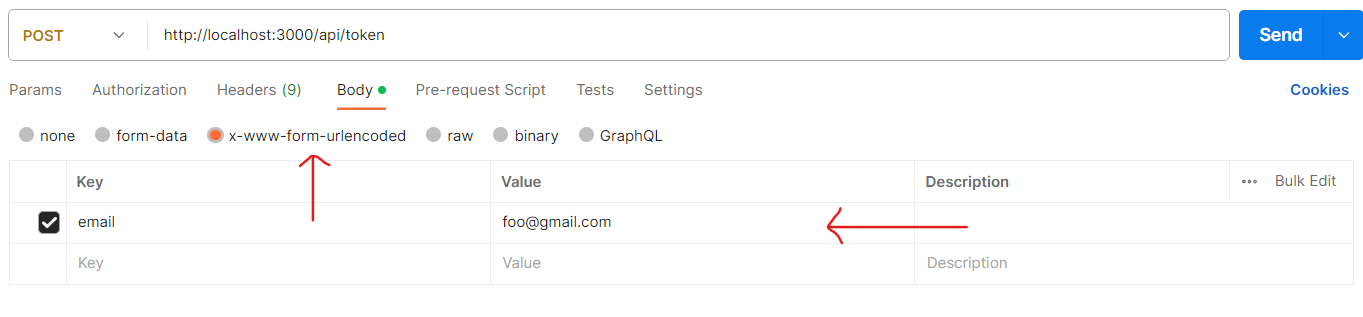 POST http://localhost:3000/api/token Send
Params Authorization Headers (9) Body Pre-request Script Tests Settings Cookies
none form-data x-www-form-urlencoded raw binary GraphQL
Key Value Description ••• Bulk Edit
email foo@gmail.com
Key Value Description